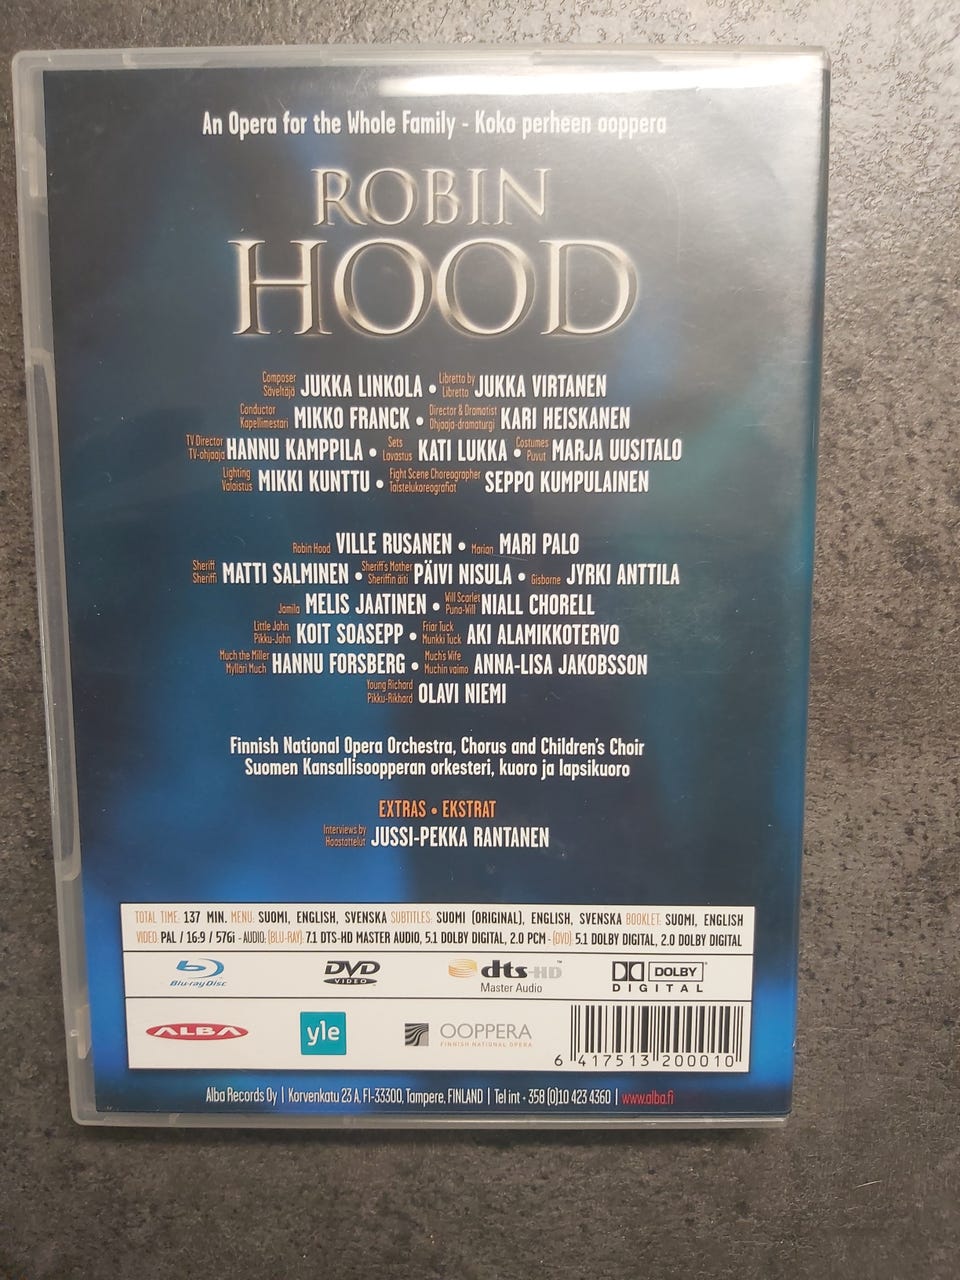 An Opera for the Whole Family - Koko perheen ooppera
ROBIN
HOOD
Composer Säveltäjä JUKKA LINKOLA • Libretto by Libretto JUKKA VIRTANEN
Conductor Kapellimestari MIKKO FRANCK • Director & Dramatist Ohjaaja-dramaturgi KARI HEISKANEN
TV Director TV-ohjaaja HANNU KAMPPILA • Sets Lavastus KATI LUKKA • Costumes Puvut MARJA UUSITALO
Lighting Valaistus MIKKI KUNTTU • Fight Scene Choreographer Taistelukoreografiat SEPPO KUMPULAINEN
Robin Hood VILLE RUSANEN • Marian MARI PALO
Sheriff Sheriffi MATTI SALMINEN • Sheriff's Mother Sheriffin äiti PÄIVI NISULA • Gisborne JYRKI ANTTILA
Jamila MELIS JAATINEN • Will Scarlet Puna-Will NIALL CHORELL
Little John Pikku-John KOIT SOASEPP • Friar Tuck Munkki Tuck AKI ALAMIKKOTERVO
Much the Miller Mylläri Much HANNU FORSBERG • Much's Wife Muchin vaimo ANNA-LISA JAKOBSSON
Young Richard Pikku-Rikhard OLAVI NIEMI
Finnish National Opera Orchestra, Chorus and Children's Choir
Suomen Kansallisoopperan orkesteri, kuoro ja lapsikuoro
EXTRAS • EKSTRAT
Interviews by Haastattelut JUSSI-PEKKA RANTANEN
TOTAL TIME: 137 MIN. MENU: SUOMI, ENGLISH, SVENSKA SUBTITLES: SUOMI (ORIGINAL), ENGLISH, SVENSKA BOOKLET: SUOMI, ENGLISH
VIDEO: PAL / 16:9 / 576i - AUDIO: (BLU-RAY): 7.1 DTS-HD MASTER AUDIO, 5.1 DOLBY DIGITAL, 2.0 PCM - (DVD): 5.1 DOLBY DIGITAL, 2.0 DOLBY DIGITAL
Blu-ray Disc DVD VIDEO dts-HD Master Audio DOLBY DIGITAL
ALBA yle OOPPERA FINNISH NATIONAL OPERA
6 417513 200010
Alba Records Oy | Korvenkatu 23 A, FI-33300, Tampere, FINLAND | Tel int + 358 (0)10 423 4360 | www.alba.fi